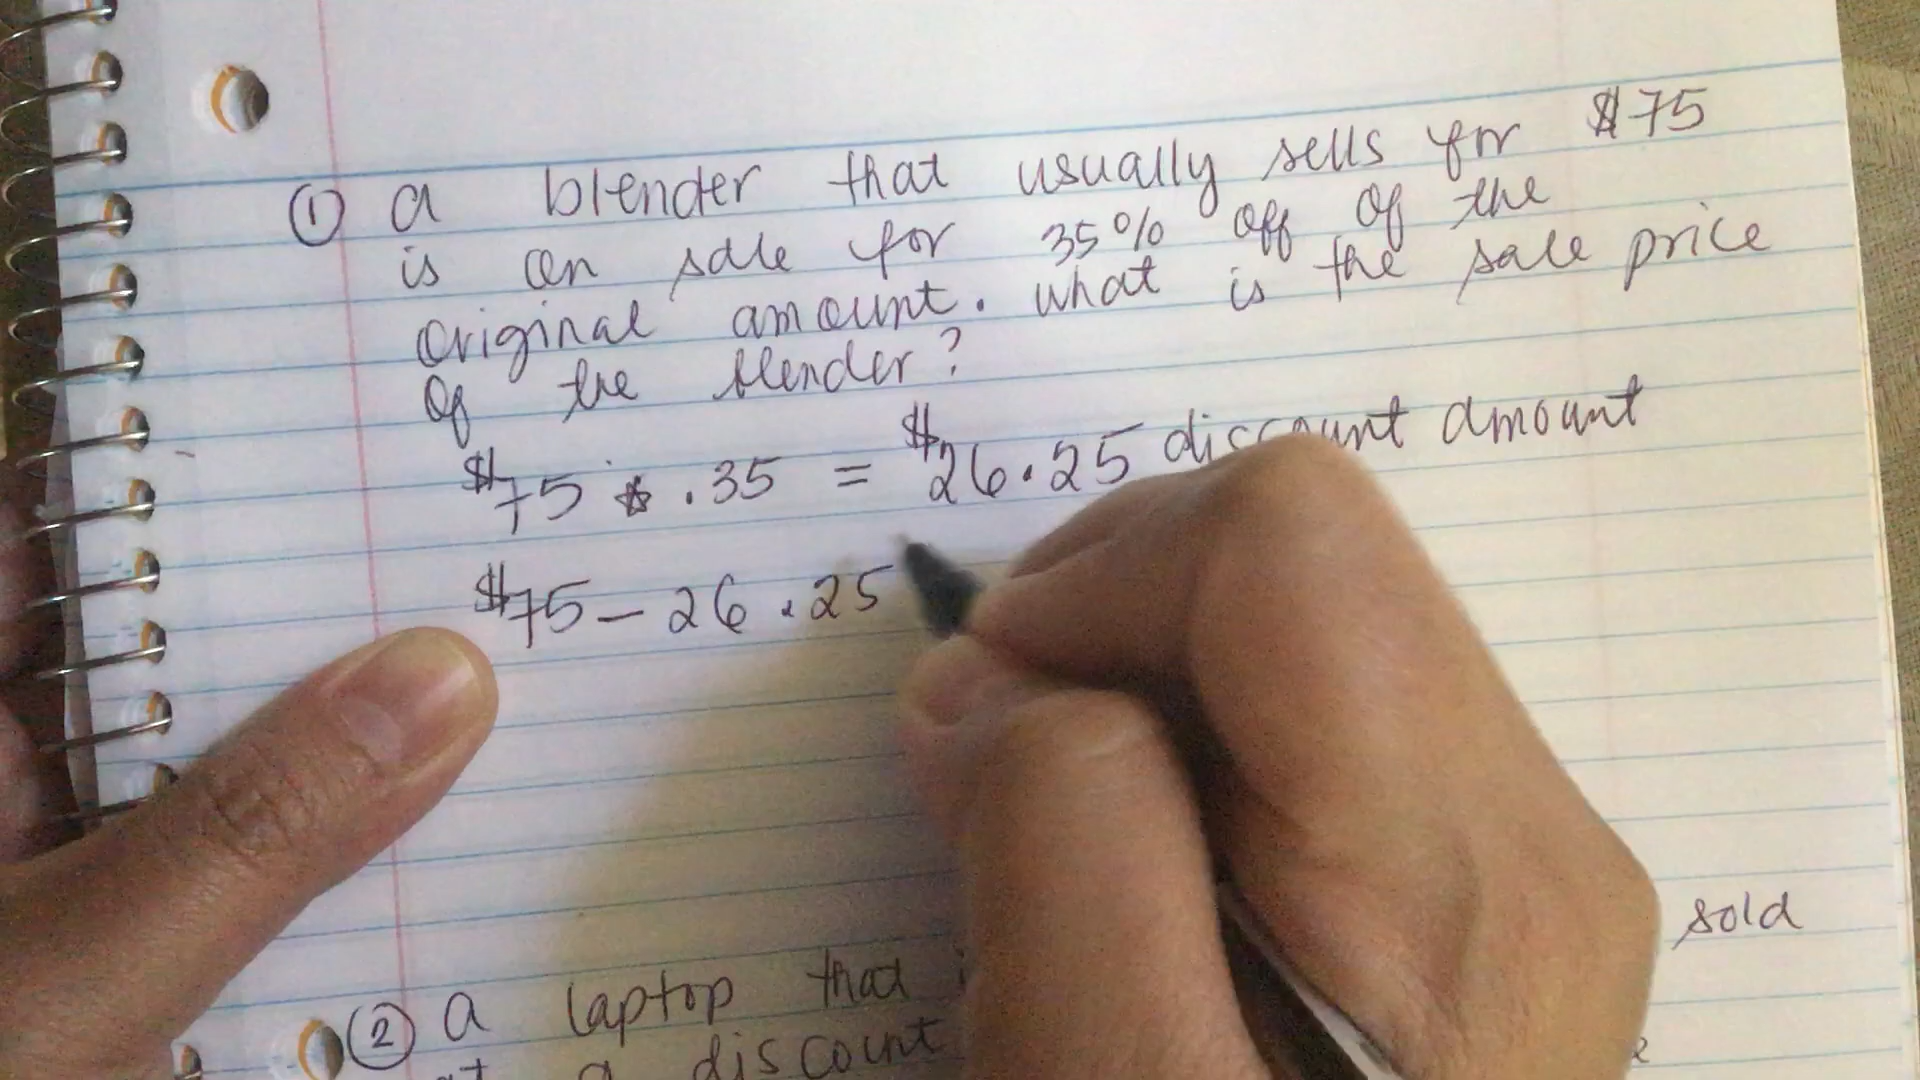 ① a blender that usually sells for $75
is on sale for 35% off of the
original amount. what is the sale price
of the blender?
$75 * .35 = $26.25 discount amount
$75 - 26.25
sold
② a laptop that
at a discount